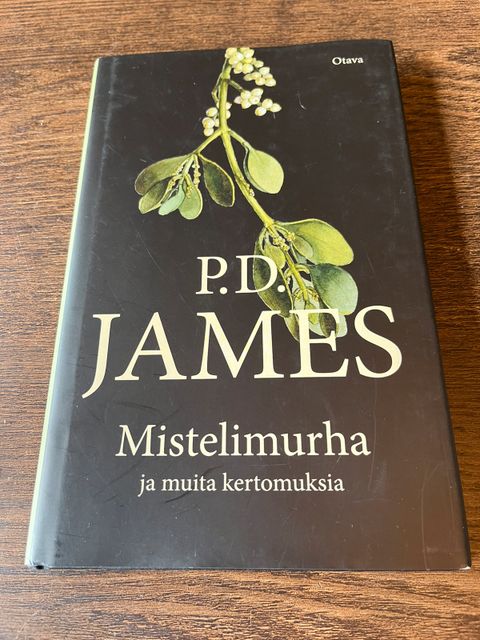 Otava
P.D.
JAMES
Mistelimurha
ja muita kertomuksia